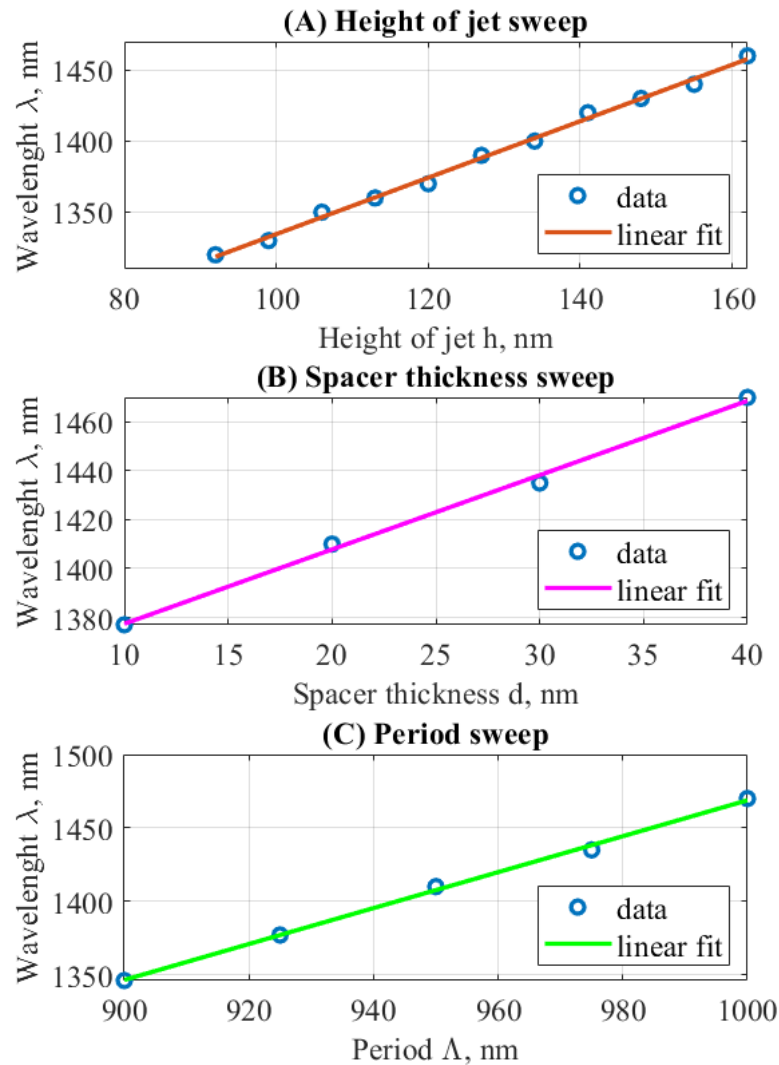 (A) Height of jet sweep
Wavelenght λ, nm
1450
1400
1350
80 100 120 140 160
data
linear fit
Height of jet h, nm
(B) Spacer thickness sweep
Wavelenght λ, nm
1460
1440
1420
1400
1380
10 15 20 25 30 35 40
data
linear fit
Spacer thickness d, nm
(C) Period sweep
Wavelenght λ, nm
1500
1450
1400
1350
900 920 940 960 980 1000
data
linear fit
Period Λ, nm